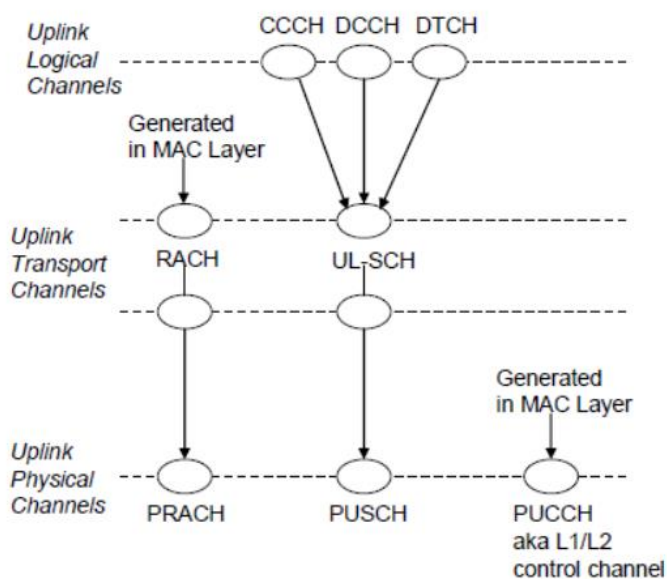 Uplink
Logical
Channels
CCCH DCCH DTCH
Generated
in MAC Layer
Uplink
Transport
Channels
RACH
UL-SCH
Generated
in MAC Layer
Uplink
Physical
Channels
PRACH
PUSCH
PUCCH
aka L1/L2
control channel